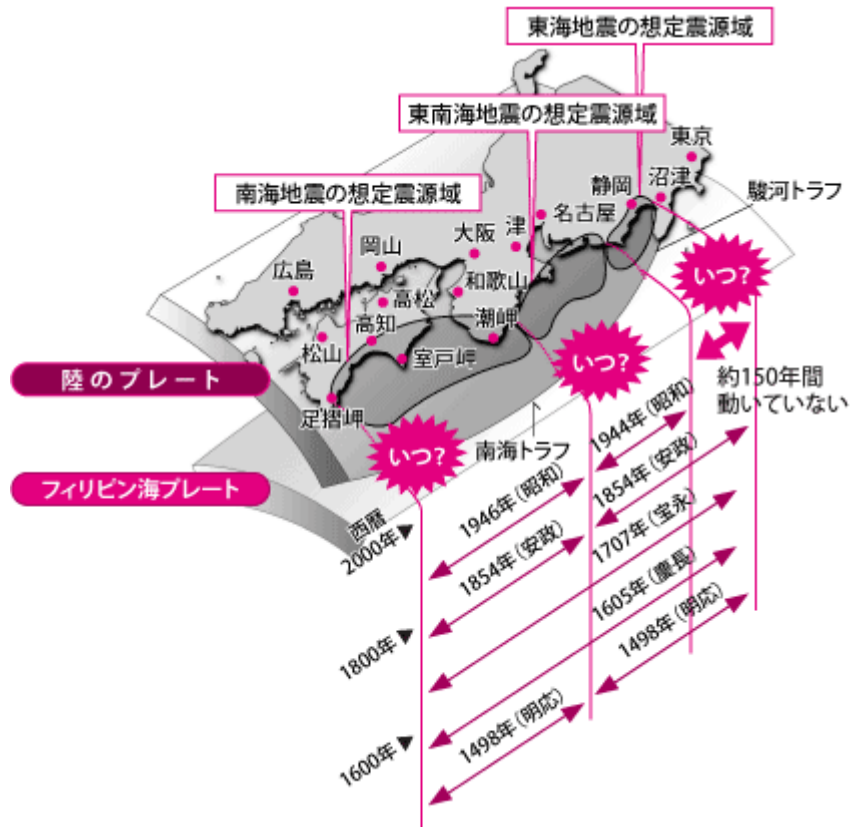 東海地震の想定震源域
東南海地震の想定震源域
南海地震の想定震源域
東京
沼津
静岡
駿河トラフ
名古屋
津
大阪
岡山
広島
和歌山
高松
高知
潮岬
松山
室戸岬
足摺岬
いつ?
いつ?
いつ?
陸のプレート
フィリピン海プレート
南海トラフ
約150年間
動いていない
西暦
2000年▼
1800年▼
1600年▼
1944年(昭和)
1946年(昭和)
1854年(安政)
1854年(安政)
1707年(宝永)
1605年(慶長)
1498年(明応)
1498年(明応)